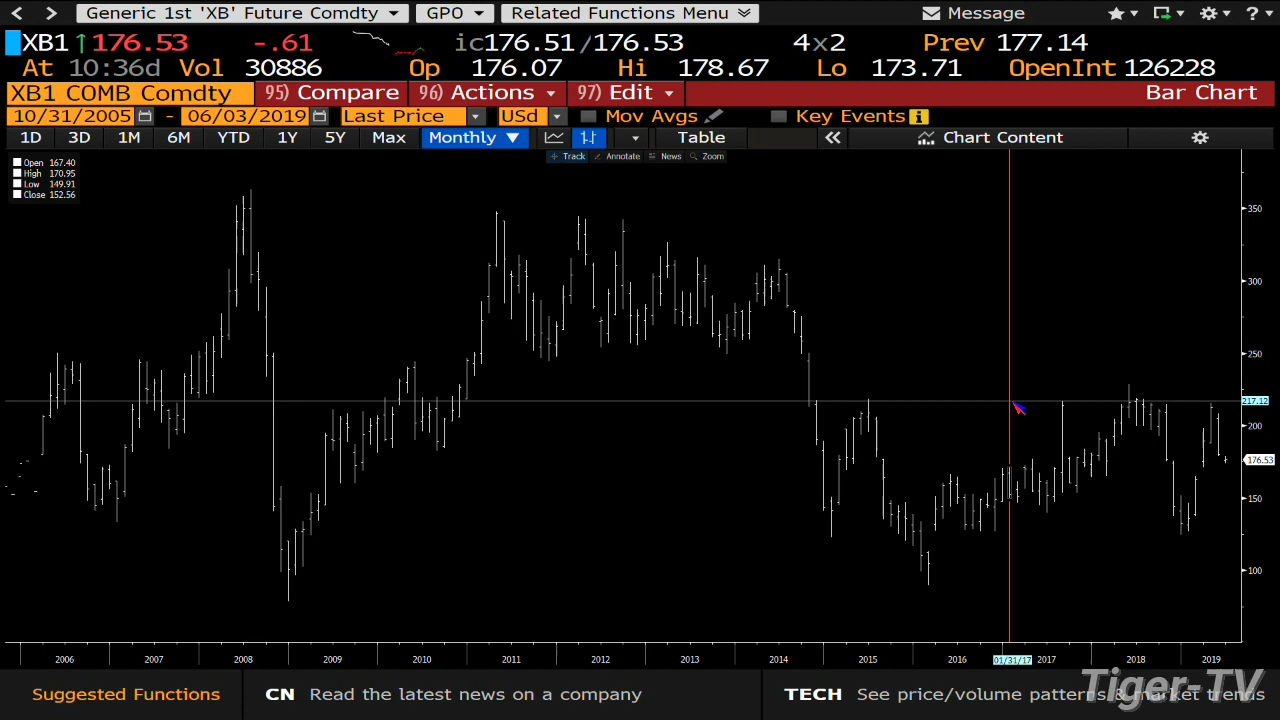 Generic 1st 'XB' Future Comdty GPO Related Functions Menu Message ?
XB1 ↑176.53 -.61 ic176.51/176.53 4x2 Prev 177.14
At 10:36d Vol 30886 Op 176.07 Hi 178.67 Lo 173.71 OpenInt 126228
XB1 COMB Comdty 95) Compare 96) Actions 97) Edit Bar Chart
10/31/2005 - 06/03/2019 Last Price USd Mov Avgs Key Events
1D 3D 1M 6M YTD 1Y 5Y Max Monthly ▼ Table « Chart Content
Track Annotate News Zoom
Open 167.40
High 170.95
Low 149.91
Close 152.56
350
300
250
217.12
200
176.53
150
100
2006 2007 2008 2009 2010 2011 2012 2013 2014 2015 2016 01/31/17 2017 2018 2019
Suggested Functions CN Read the latest news on a company TECH See price/volume patterns & market trends
Tiger-TV